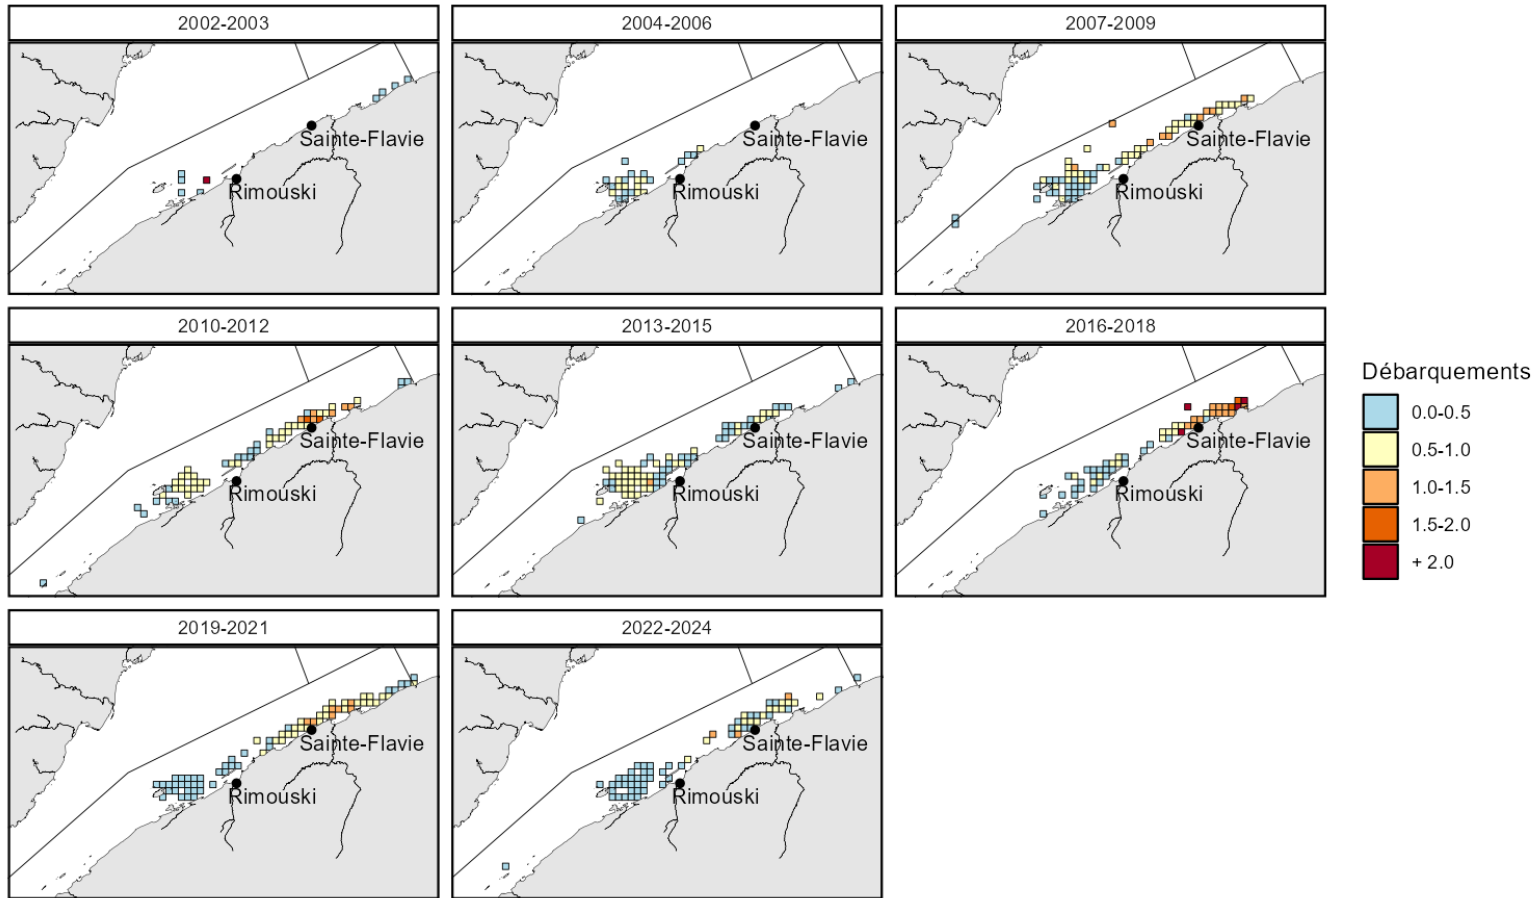 2002-2003
2004-2006
2007-2009
Sainte-Flavie
Rimouski
Sainte-Flavie
Rimouski
Sainte-Flavie
Rimouski
2010-2012
2013-2015
2016-2018
Sainte-Flavie
Rimouski
Sainte-Flavie
Rimouski
Sainte-Flavie
Rimouski
Débarquements
0.0-0.5
0.5-1.0
1.0-1.5
1.5-2.0
+ 2.0
2019-2021
2022-2024
Sainte-Flavie
Rimouski
Sainte-Flavie
Rimouski